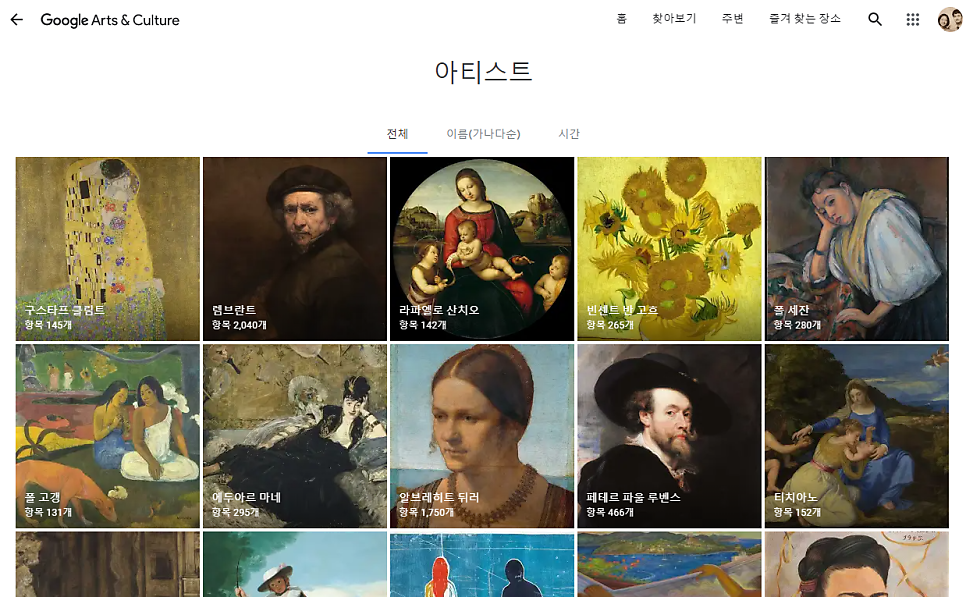 Google Arts & Culture
홈 찾아보기 주변 즐겨 찾는 장소
아티스트
전체 이름(가나다순) 시간
구스타프 클림트
항목 145개
렘브란트
항목 2,040개
라파엘로 산치오
항목 142개
빈센트 반 고흐
항목 265개
폴 세잔
항목 280개
폴 고갱
항목 131개
에두아르 마네
항목 295개
알브레히트 뒤러
항목 1,750개
페테르 파울 루벤스
항목 466개
티치아노
항목 152개